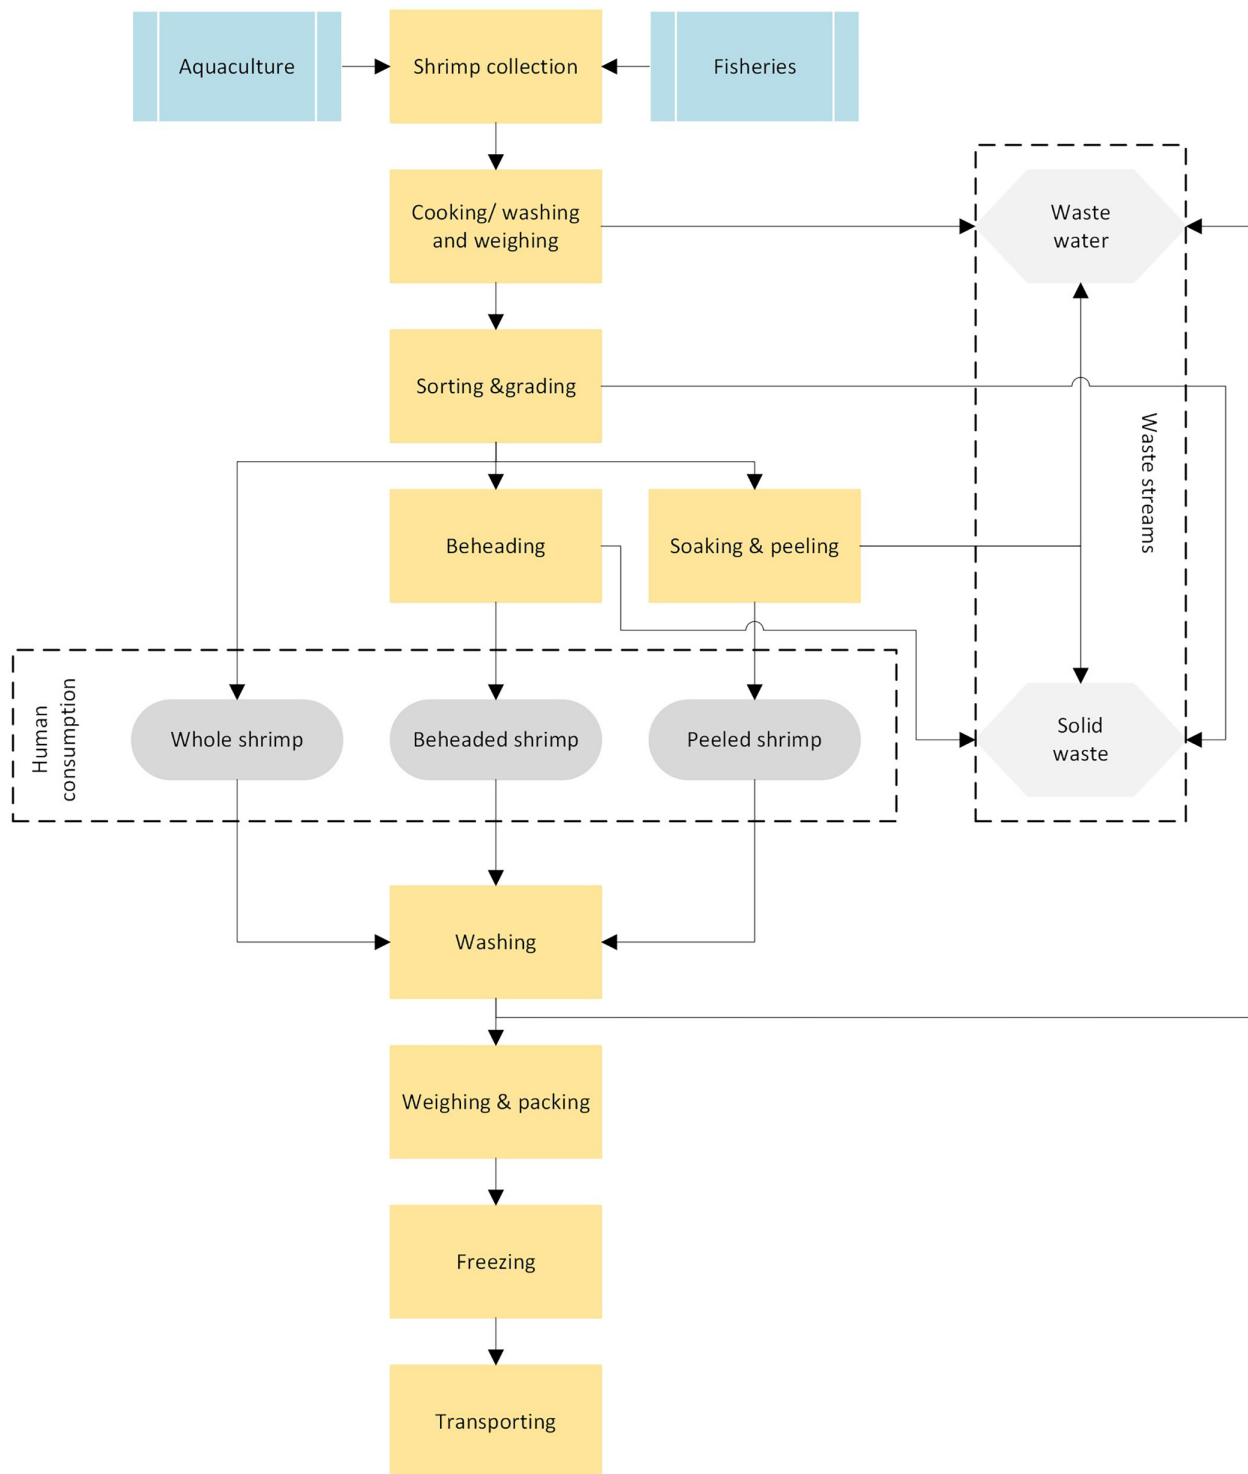 Aquaculture
Shrimp collection
Fisheries
Cooking/ washing
and weighing
Waste
water
Sorting &grading
Waste streams
Beheading
Soaking & peeling
Human
consumption
Whole shrimp
Beheaded shrimp
Peeled shrimp
Solid
waste
Washing
Weighing & packing
Freezing
Transporting